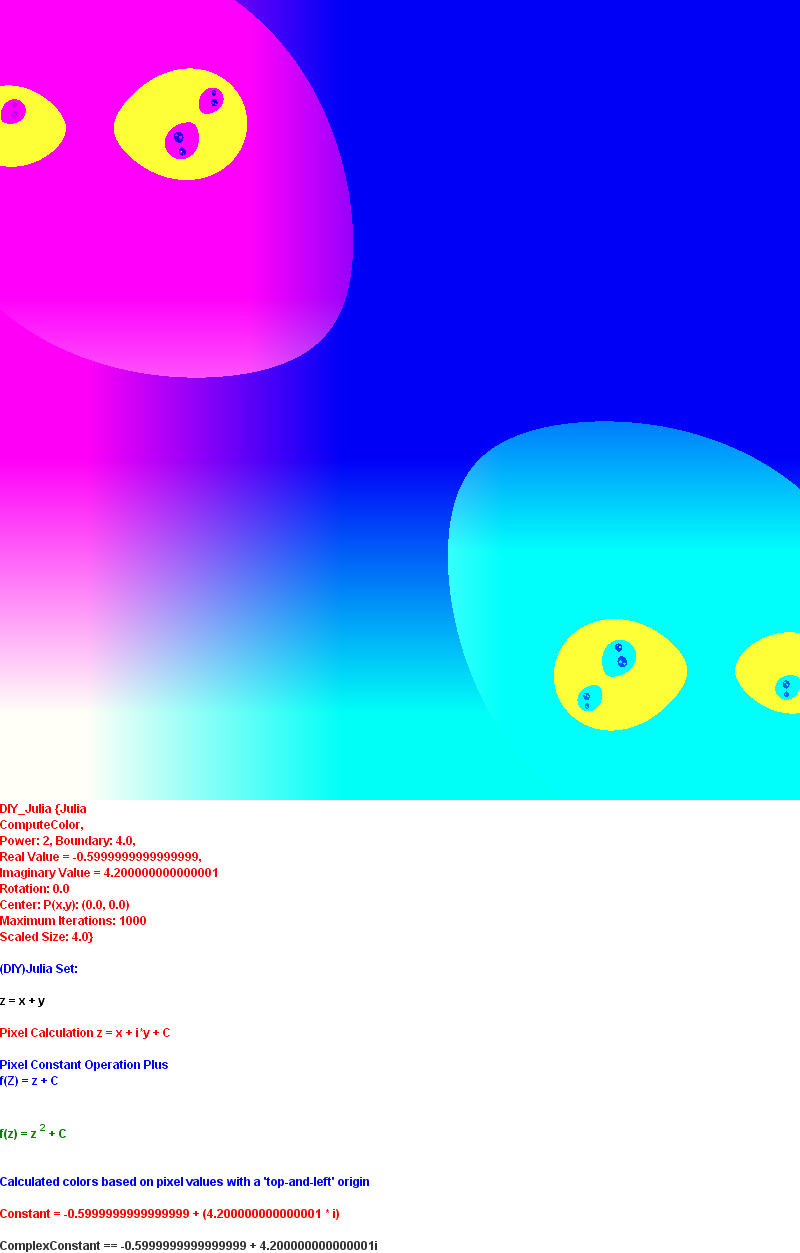 DIY_Julia {Julia
ComputeColor,
Power: 2, Boundary: 4.0,
Real Value = -0.5999999999999999,
Imaginary Value = 4.200000000000001
Rotation: 0.0
Center: P(x,y): (0.0, 0.0)
Maximum Iterations: 1000
Scaled Size: 4.0}
(DIY)Julia Set:
z = x + y
Pixel Calculation z = x + i*y + C
Pixel Constant Operation Plus
f(Z) = z + C
f(z) = z 2 + C
Calculated colors based on pixel values with a 'top-and-left' origin
Constant = -0.5999999999999999 + (4.200000000000001 * i)
ComplexConstant == -0.5999999999999999 + 4.200000000000001i